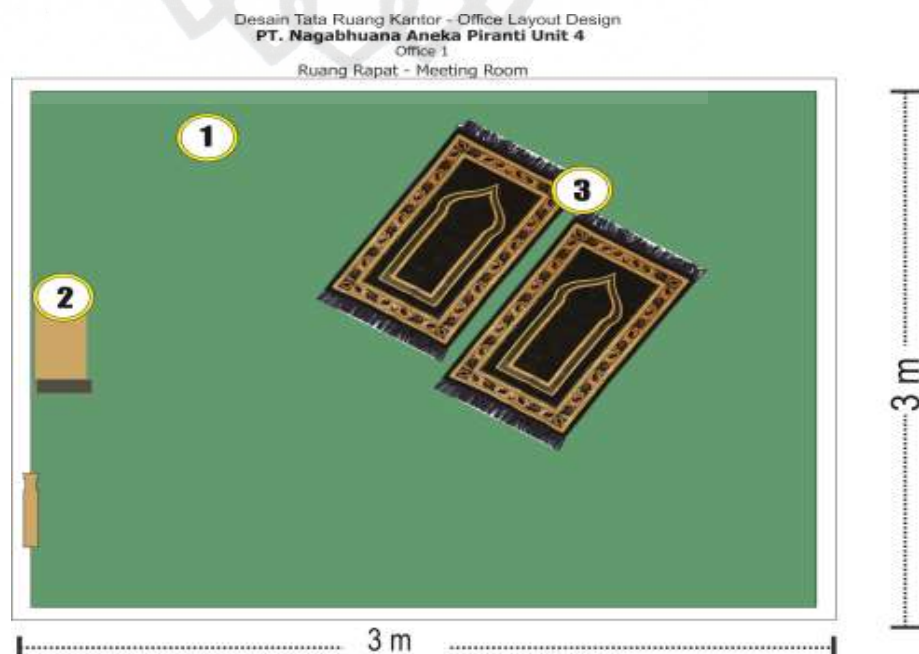 Desain Tata Ruang Kantor - Office Layout Design
PT. Nagabhuana Aneka Piranti Unit 4
Office 1
Ruang Rapat - Meeting Room
1
3
2
3 m
3 m